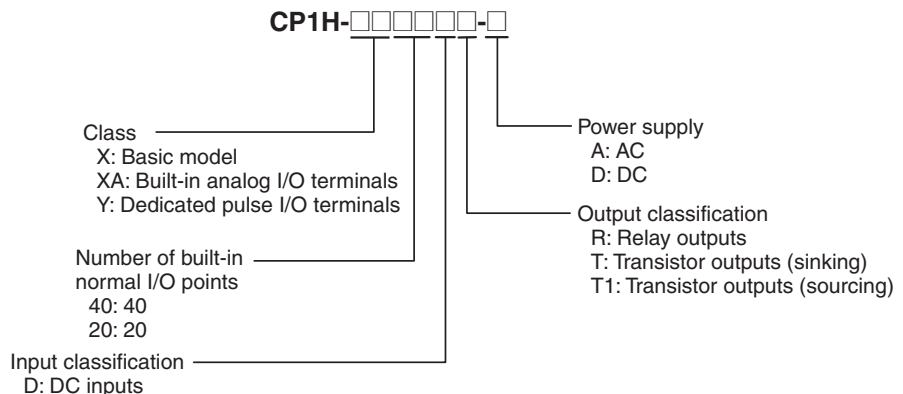 CP1H-□□□□□□-□
Class
X: Basic model
XA: Built-in analog I/O terminals
Y: Dedicated pulse I/O terminals
Number of built-in
normal I/O points
40: 40
20: 20
Input classification
D: DC inputs
Power supply
A: AC
D: DC
Output classification
R: Relay outputs
T: Transistor outputs (sinking)
T1: Transistor outputs (sourcing)